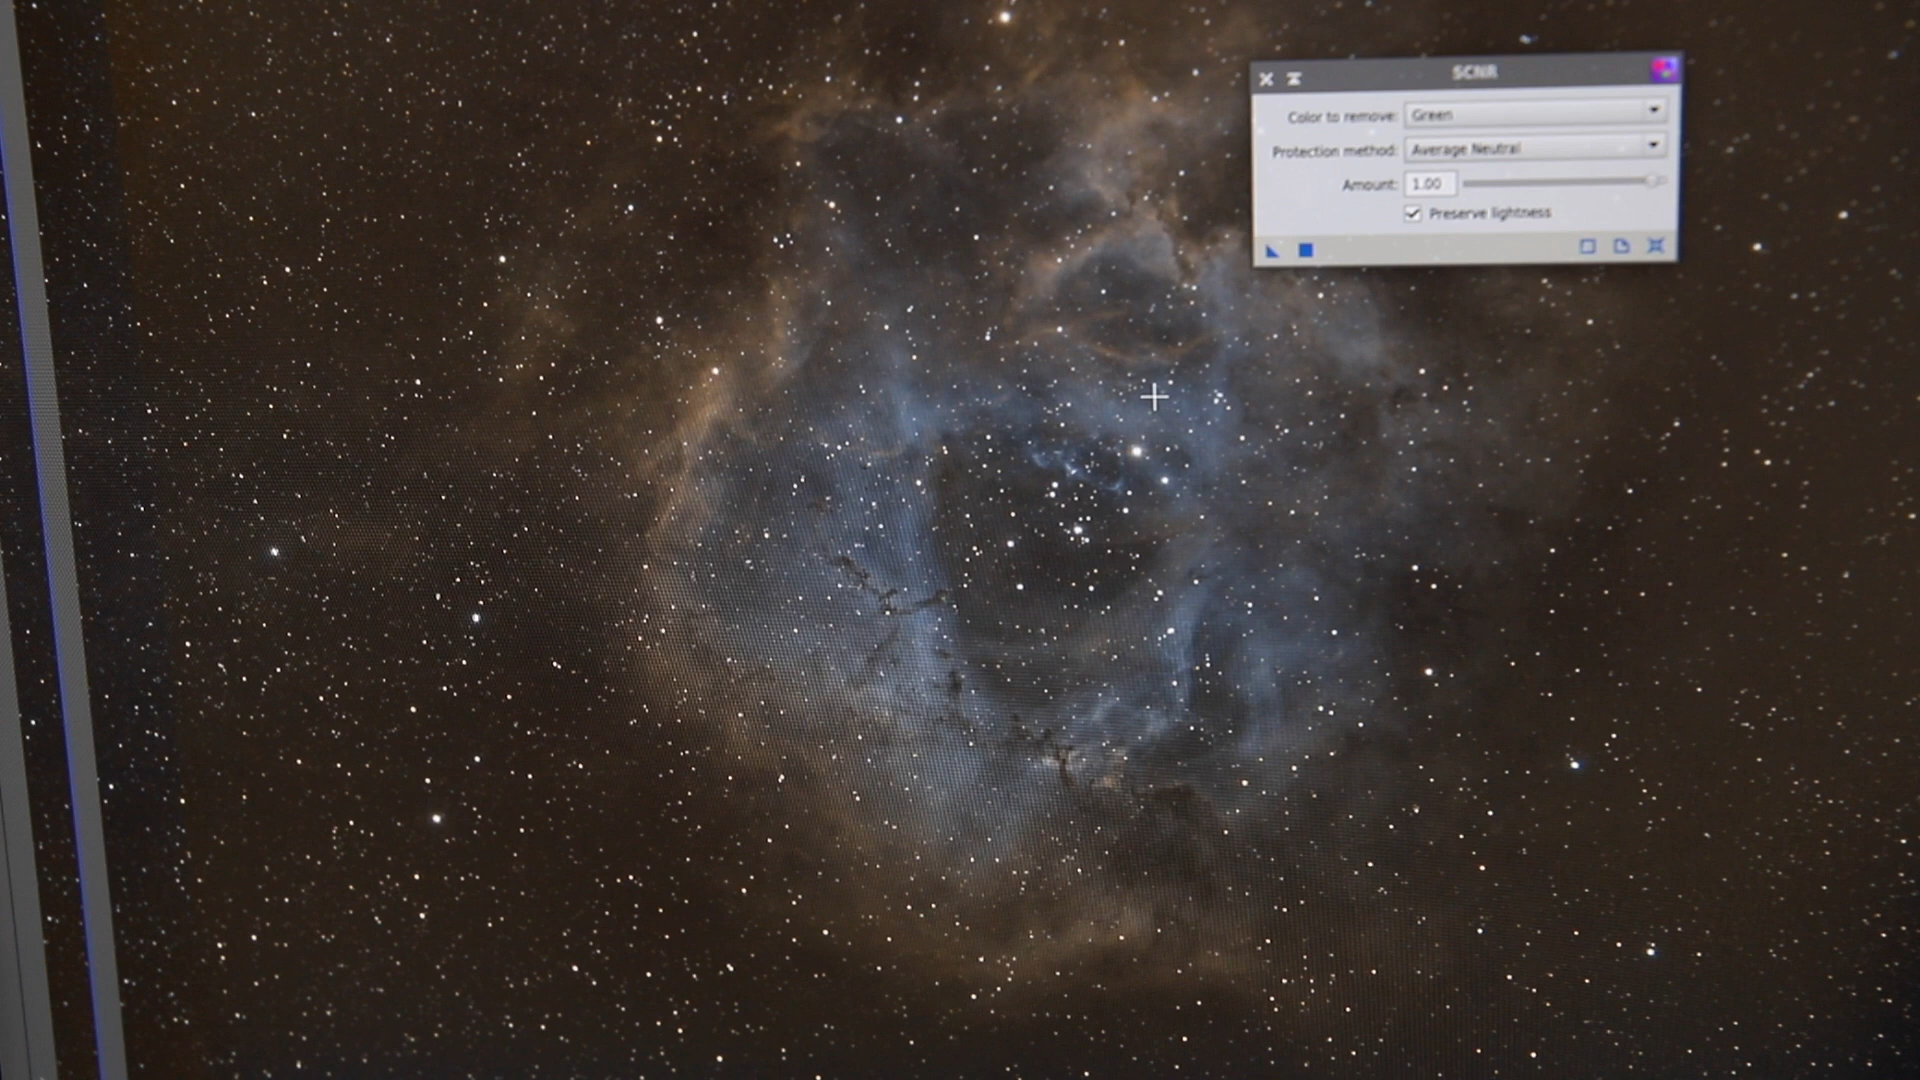 SCNR
Color to remove: Green
Protection method: Average Neutral
Amount: 1.00
Preserve lightness